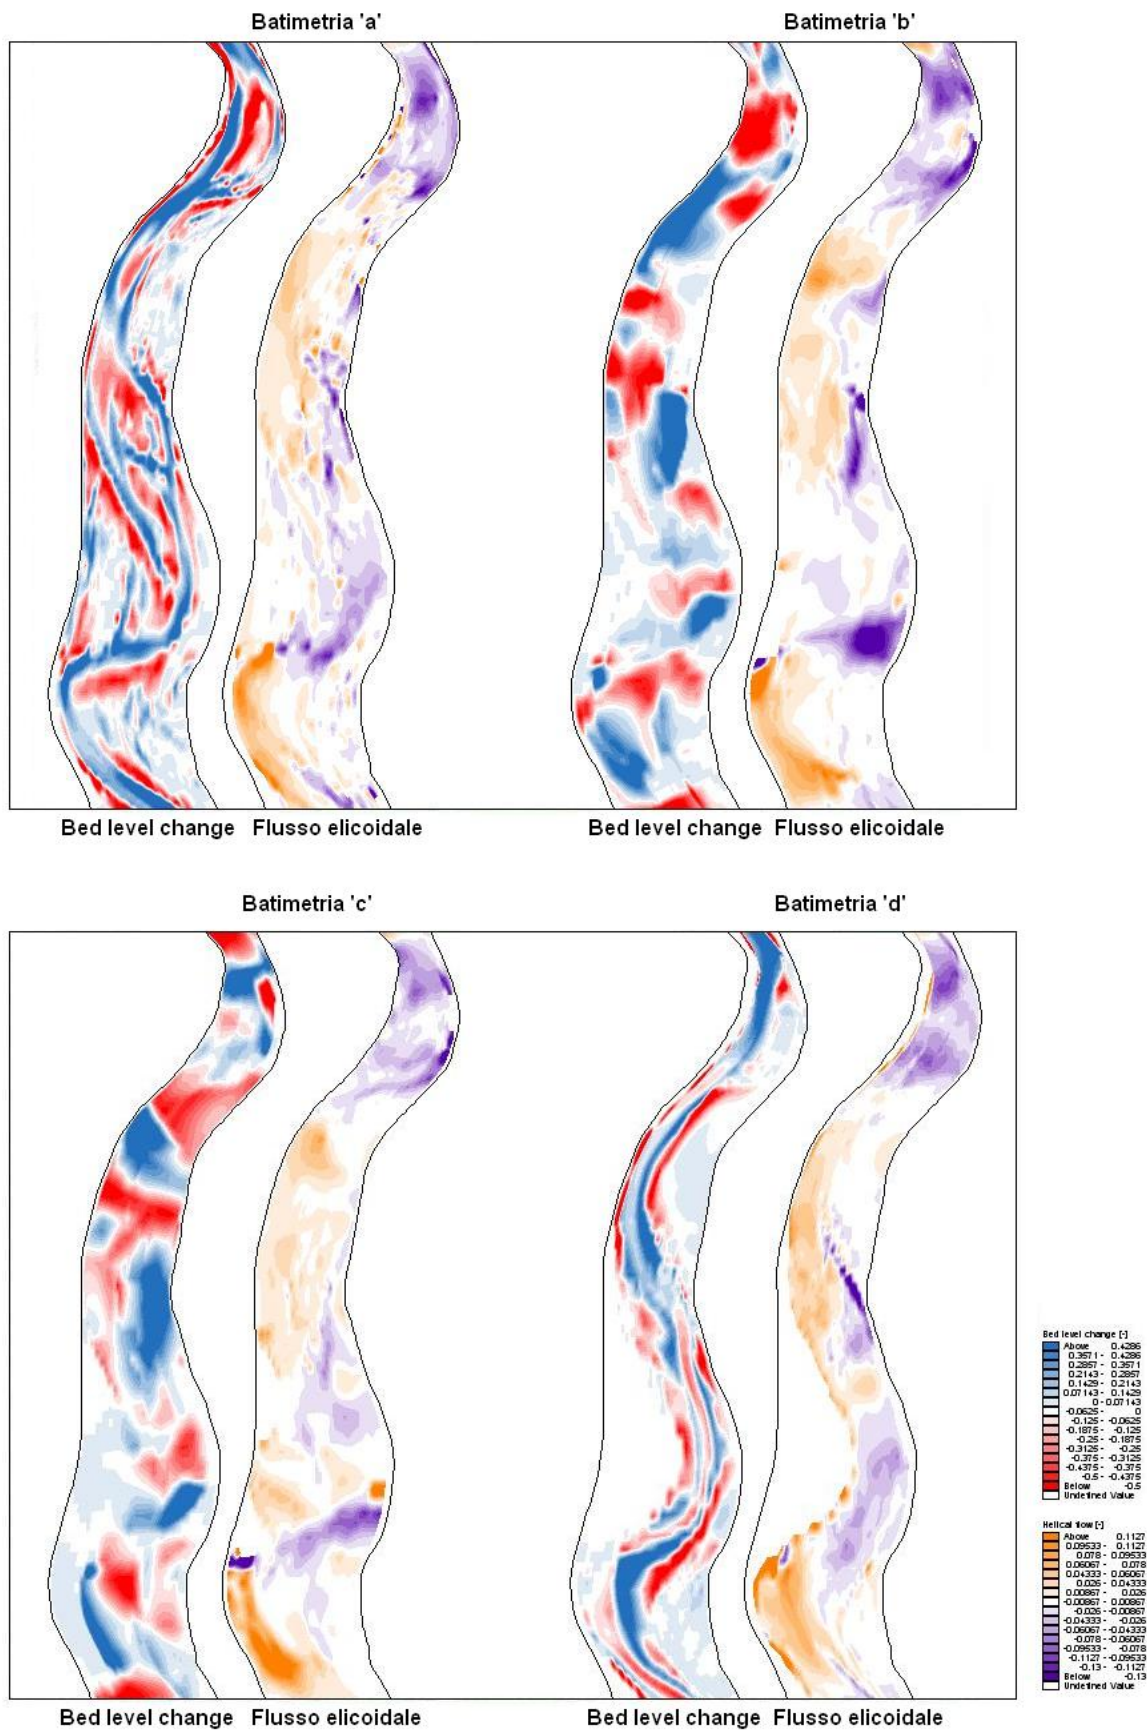 Batimetria 'a'
Batimetria 'b'
Bed level change Flusso elicoidale
Bed level change Flusso elicoidale
Batimetria 'c'
Batimetria 'd'
Bed level change [-]
Above 0.4286
0.3571 - 0.4286
0.2857 - 0.3571
0.2143 - 0.2857
0.1429 - 0.2143
0.07143 - 0.1429
0 - 0.07143
-0.0625 - 0
-0.125 - -0.0625
-0.1875 - -0.125
-0.25 - -0.1875
-0.3125 - -0.25
-0.375 - -0.3125
-0.4375 - -0.375
-0.5 - -0.4375
Below -0.5
Undefined Value
Helical flow [-]
Above 0.1127
0.09533 - 0.1127
0.078 - 0.09533
0.06067 - 0.078
0.04333 - 0.06067
0.026 - 0.04333
0.00867 - 0.026
-0.00867 - 0.00867
-0.026 - -0.00867
-0.04333 - -0.026
-0.06067 - -0.04333
-0.078 - -0.06067
-0.09533 - -0.078
-0.1127 - -0.09533
-0.13 - -0.1127
Below -0.13
Undefined Value
Bed level change Flusso elicoidale
Bed level change Flusso elicoidale